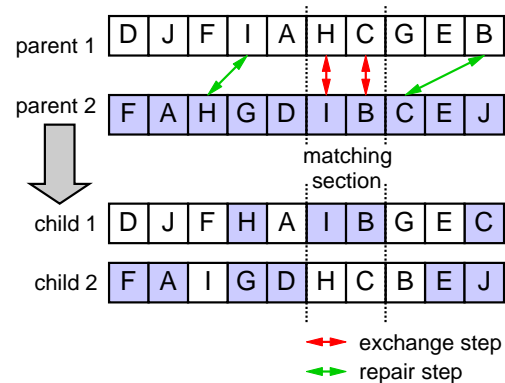 parent 1 D J F I A H C G E B
parent 2 F A H G D I B C E J
matching
section
child 1 D J F H A I B G E C
child 2 F A I G D H C B E J
exchange step
repair step